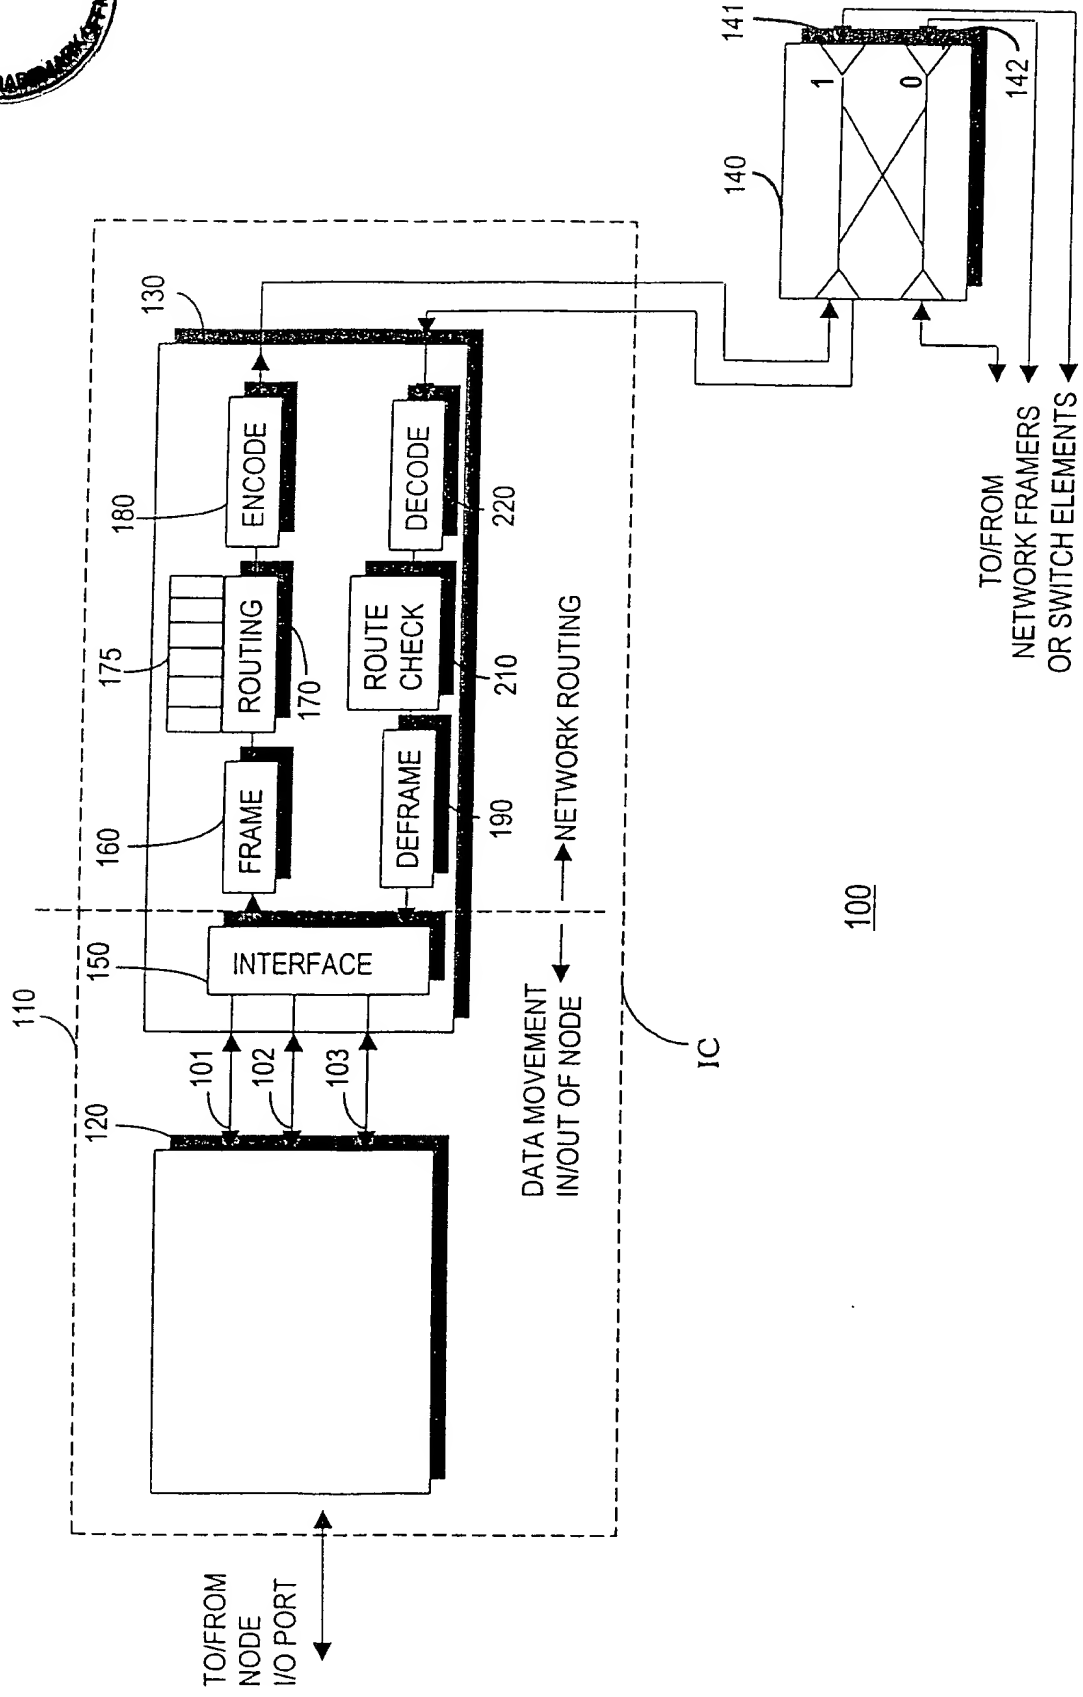 110
120
101
102
103
150
INTERFACE
160
FRAME
175
ROUTING
170
180
ENCODE
130
DEFRAME
190
ROUTE
CHECK
210
DECODE
220
DATA MOVEMENT
IN/OUT OF NODE
NETWORK ROUTING
IC
TO/FROM
NODE
I/O PORT
140
141
1
0
142
TO/FROM
NETWORK FRAMERS
OR SWITCH ELEMENTS
100